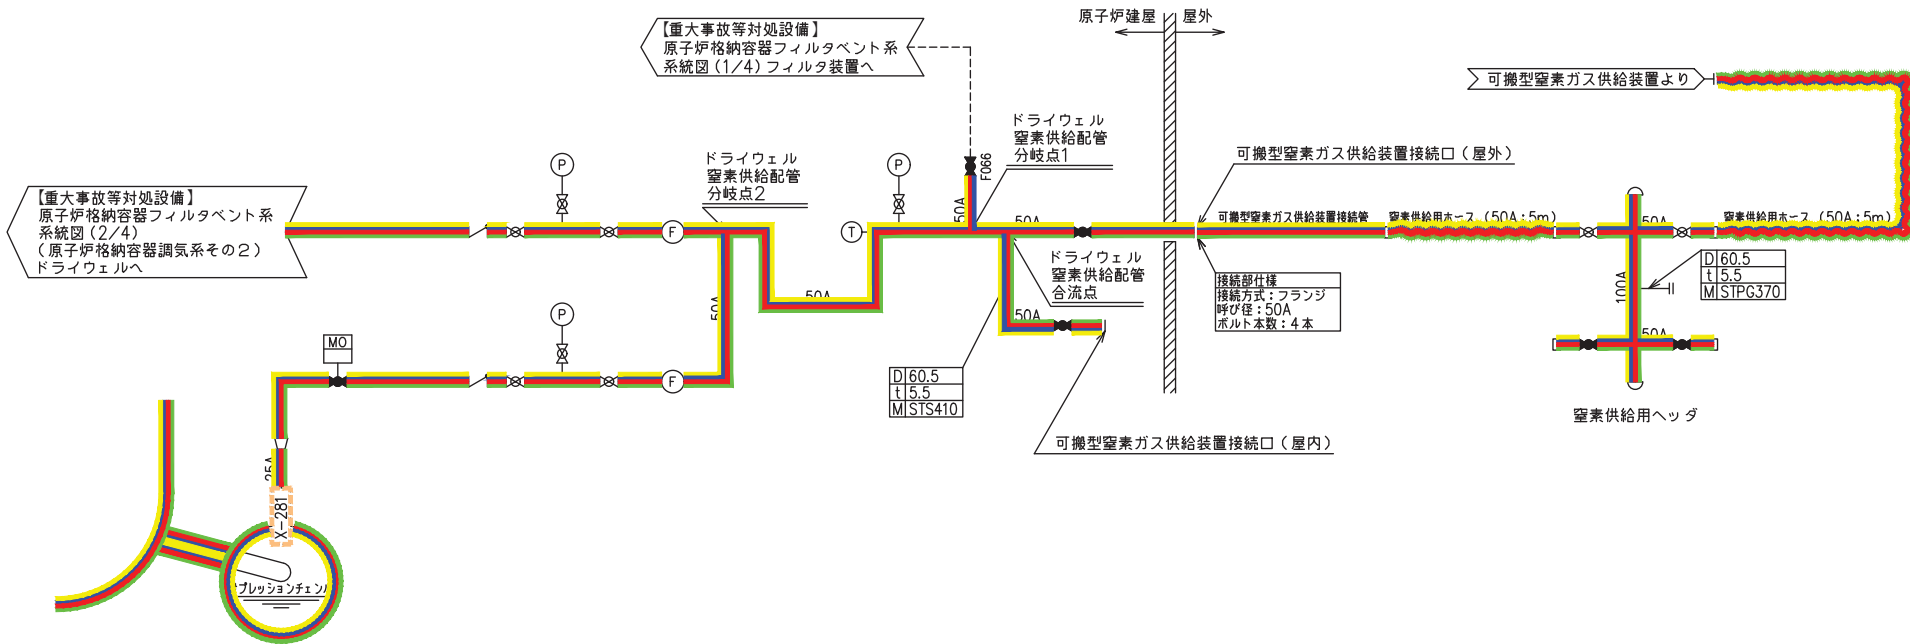 【重大事故等対処設備】
原子炉格納容器フィルタベント系
系統図(1/4)フィルタ装置へ
原子炉建屋
屋外
可搬型窒素ガス供給装置より
F066
50A
ドライウェル
窒素供給配管
分岐点1
ドライウェル
窒素供給配管
分岐点2
P
P
可搬型窒素ガス供給装置接続口(屋外)
【重大事故等対処設備】
原子炉格納容器フィルタベント系
系統図(2/4)
(原子炉格納容器調気系その2)
ドライウェルへ
F
T
50A
可搬型窒素ガス供給装置接続管
窒素供給用ホース(50A:5m)
50A
窒素供給用ホース(50A:5m)
ドライウェル
窒素供給配管
合流点
接続部仕様
接続方式:フランジ
呼び径:50A
ボルト本数:4本
D 60.5
t 5.5
M STPG370
100A
50A
50A
50A
50A
P
MO
F
D 60.5
t 5.5
M STS410
窒素供給用ヘッダ
可搬型窒素ガス供給装置接続口(屋内)
25A
X-281
プレッションチェン